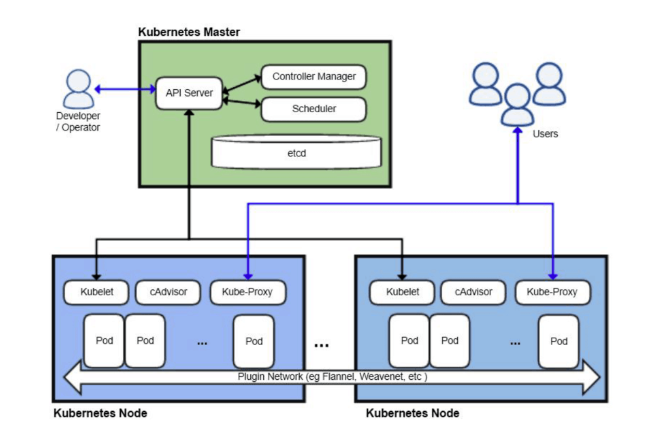 Kubernetes Master
API Server
Controller Manager
Scheduler
etcd
Developer
/ Operator
Users
Kubelet
cAdvisor
Kube-Proxy
Pod
Pod
...
Pod
...
Kubelet
cAdvisor
Kube-Proxy
Pod
Pod
...
Pod
Plugin Network (eg Flannel, Weavenet, etc )
Kubernetes Node
Kubernetes Node